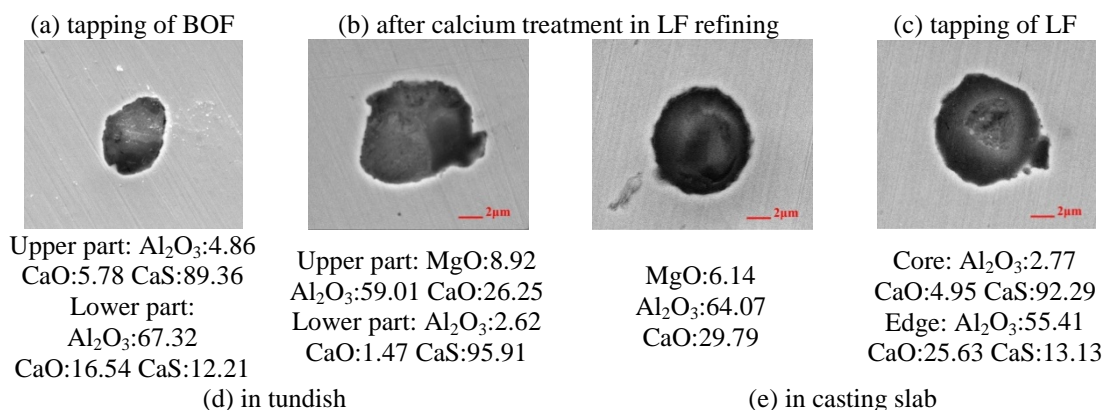 (a) tapping of BOF
(b) after calcium treatment in LF refining
(c) tapping of LF
2μm
2μm
2μm
Upper part: Al₂O₃:4.86
CaO:5.78 CaS:89.36
Lower part:
Al₂O₃:67.32
CaO:16.54 CaS:12.21
Upper part: MgO:8.92
Al₂O₃:59.01 CaO:26.25
Lower part: Al₂O₃:2.62
CaO:1.47 CaS:95.91
MgO:6.14
Al₂O₃:64.07
CaO:29.79
Core: Al₂O₃:2.77
CaO:4.95 CaS:92.29
Edge: Al₂O₃:55.41
CaO:25.63 CaS:13.13
(d) in tundish
(e) in casting slab